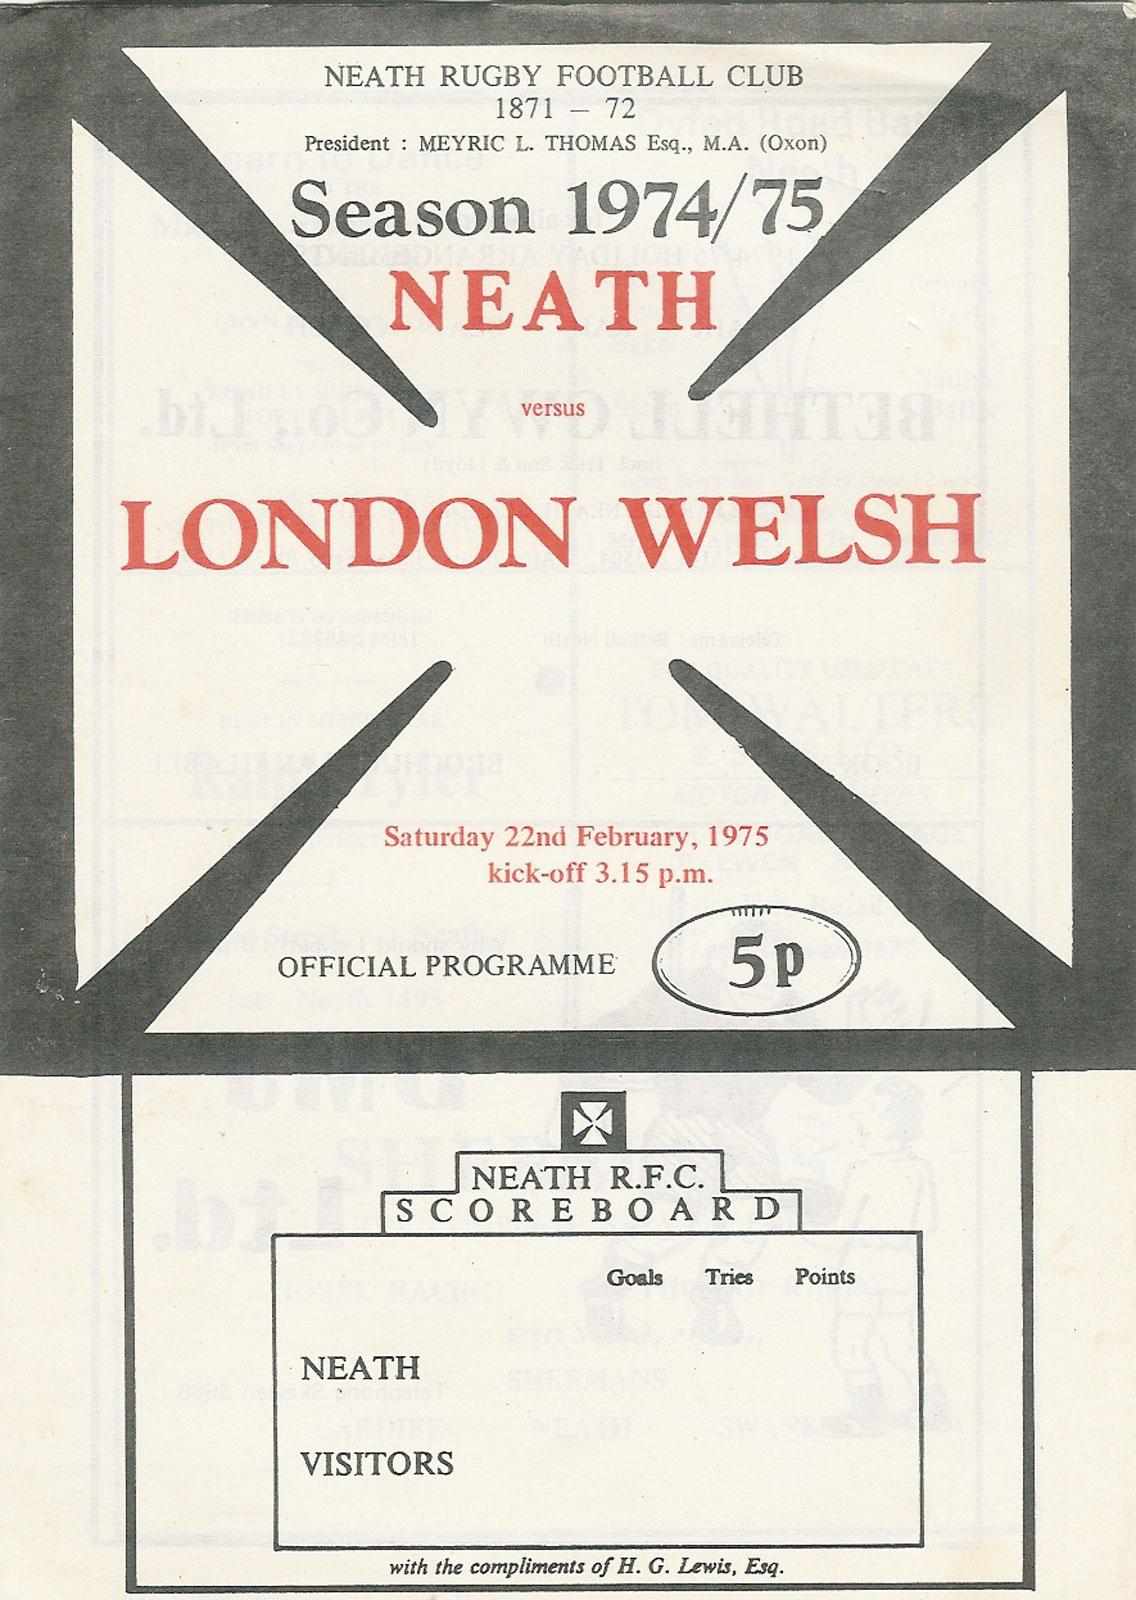 NEATH RUGBY FOOTBALL CLUB
1871 – 72
President : MEYRIC L. THOMAS Esq., M.A. (Oxon)
Season 1974/75
NEATH
versus
LONDON WELSH
Saturday 22nd February, 1975
kick-off 3.15 p.m.
OFFICIAL PROGRAMME 5p
NEATH R.F.C.
SCOREBOARD
Goals Tries Points
NEATH
VISITORS
with the compliments of H. G. Lewis, Esq.